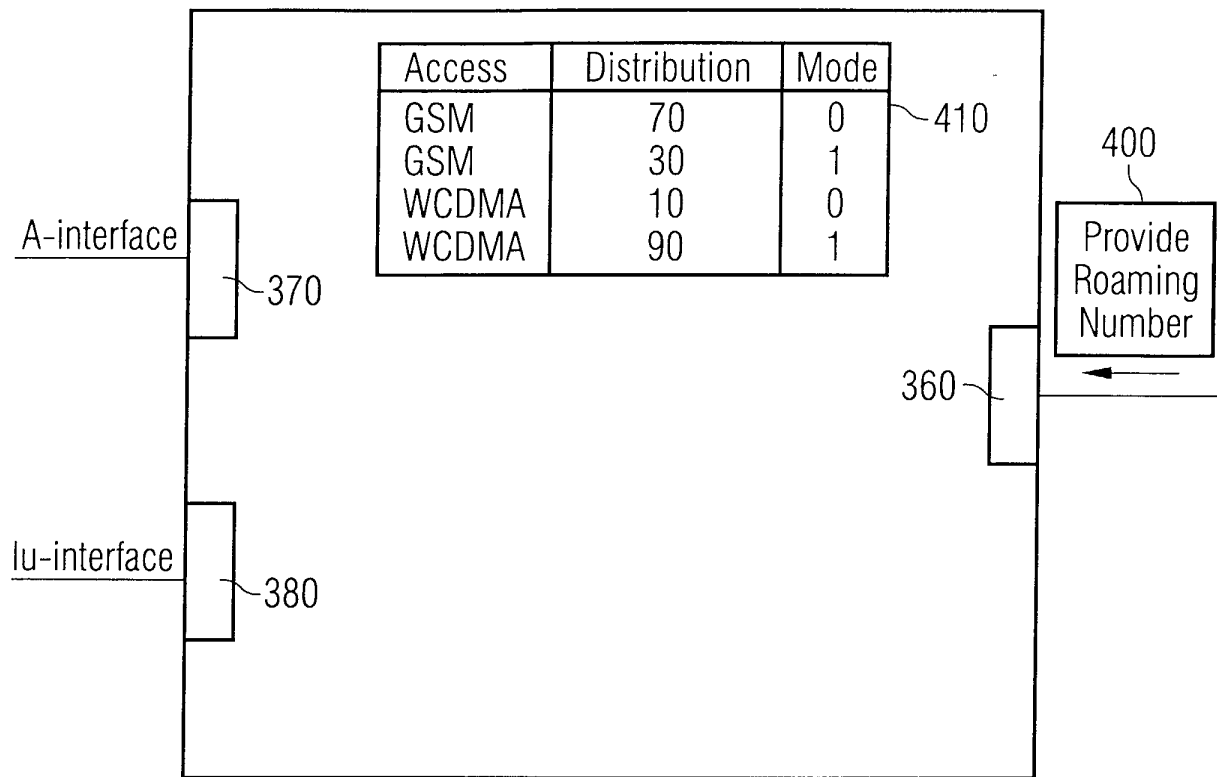 Access Distribution Mode
GSM 70 0
GSM 30 1
WCDMA 10 0
WCDMA 90 1
410
400
Provide
Roaming
Number
A-interface
370
360
Iu-interface
380